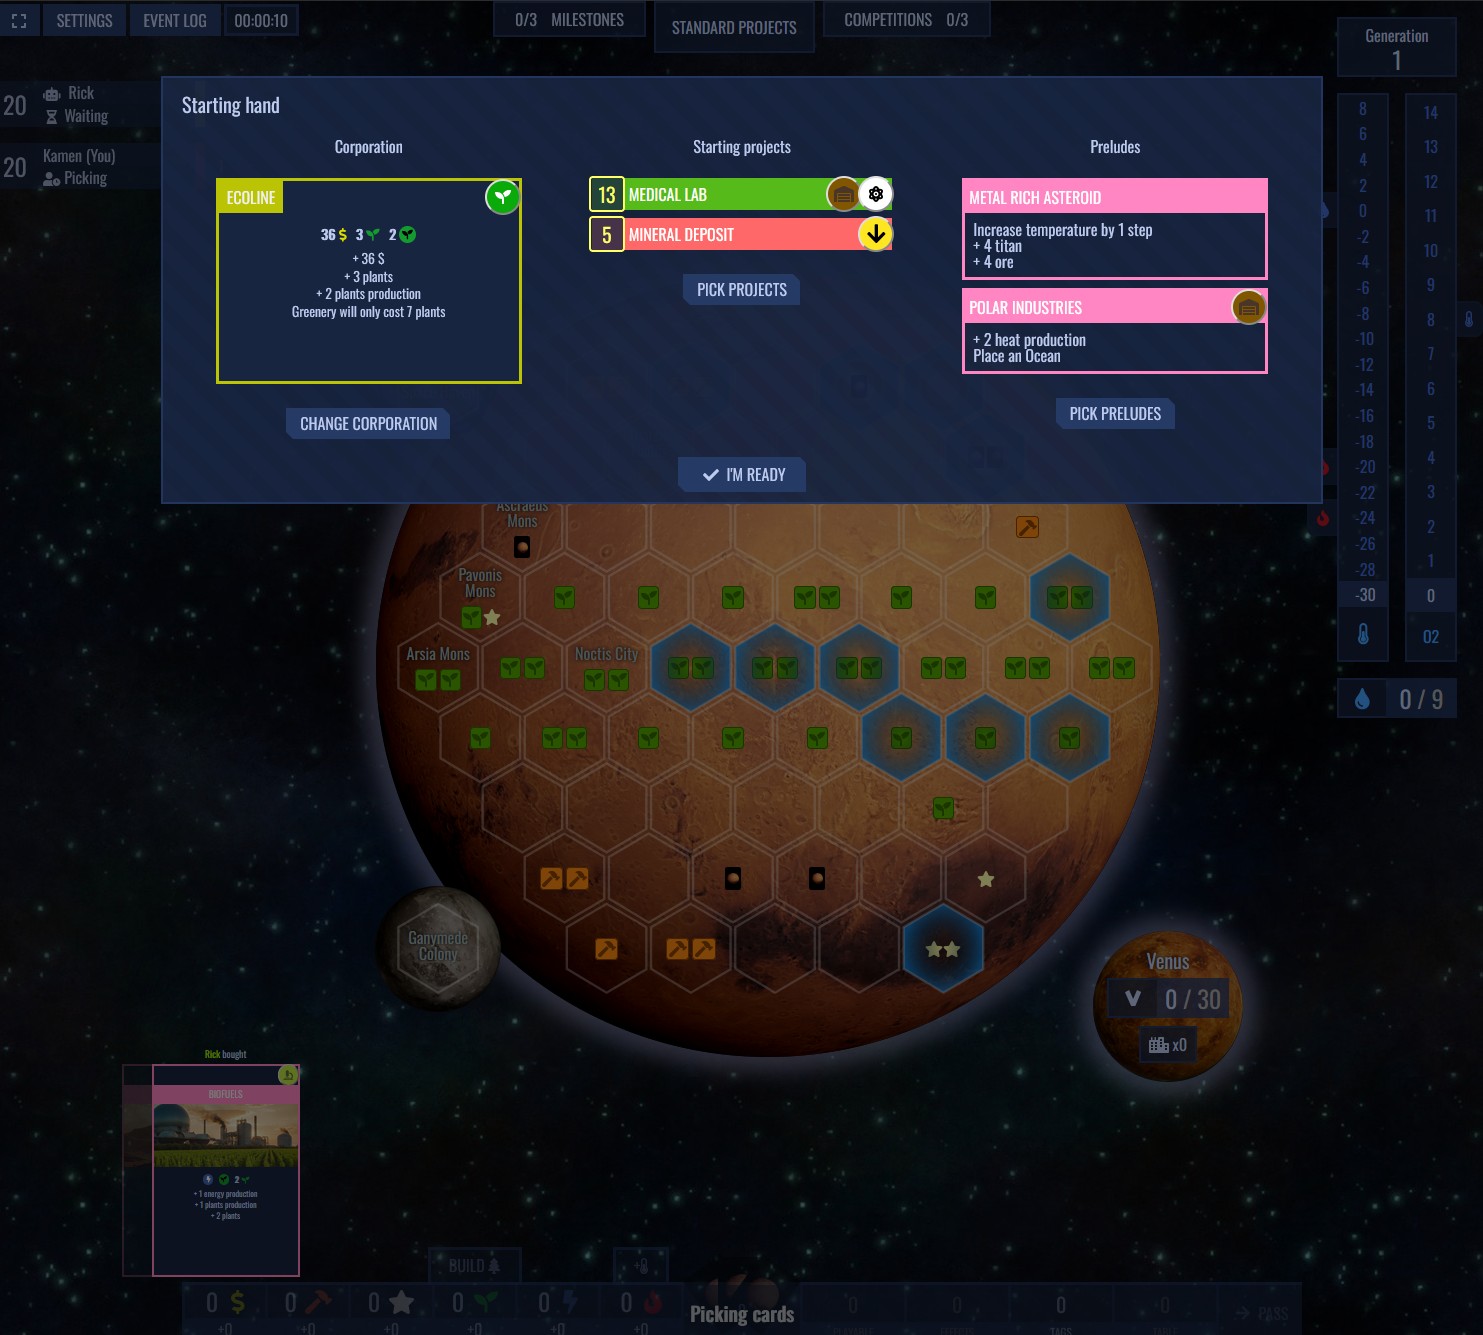 SETTINGS
EVENT LOG
00:00:10
0/3 MILESTONES
STANDARD PROJECTS
COMPETITIONS 0/3
Generation
1
20
Rick
Waiting
20
Kamen (You)
Picking
Starting hand
Corporation
ECOLINE
36 $ 3 2
+ 36 $
+ 3 plants
+ 2 plants production
Greenery will only cost 7 plants
CHANGE CORPORATION
Starting projects
13 MEDICAL LAB
5 MINERAL DEPOSIT
PICK PROJECTS
Preludes
METAL RICH ASTEROID
Increase temperature by 1 step
+ 4 titan
+ 4 ore
POLAR INDUSTRIES
+ 2 heat production
Place an Ocean
PICK PRELUDES
I'M READY
8
6
4
2
0
-2
-4
-6
-8
-10
-12
-14
-16
-18
-20
-22
-24
-26
-28
-30
14
13
12
11
10
9
8
7
6
5
4
3
2
1
0
O2
0 / 9
Ascraeus
Mons
Pavonis
Mons
Arsia Mons
Noctis City
Ganymede
Colony
Venus
0 / 30
x0
Rick bought
BIOFUELS
2
+ 1 energy production
+ 1 plants production
+ 2 plants
BUILD
0 $ 0 0 0 0 0
+0 +0 +0 +0 +0 +0
Picking cards
0 0 0 0
TAGS
PASS